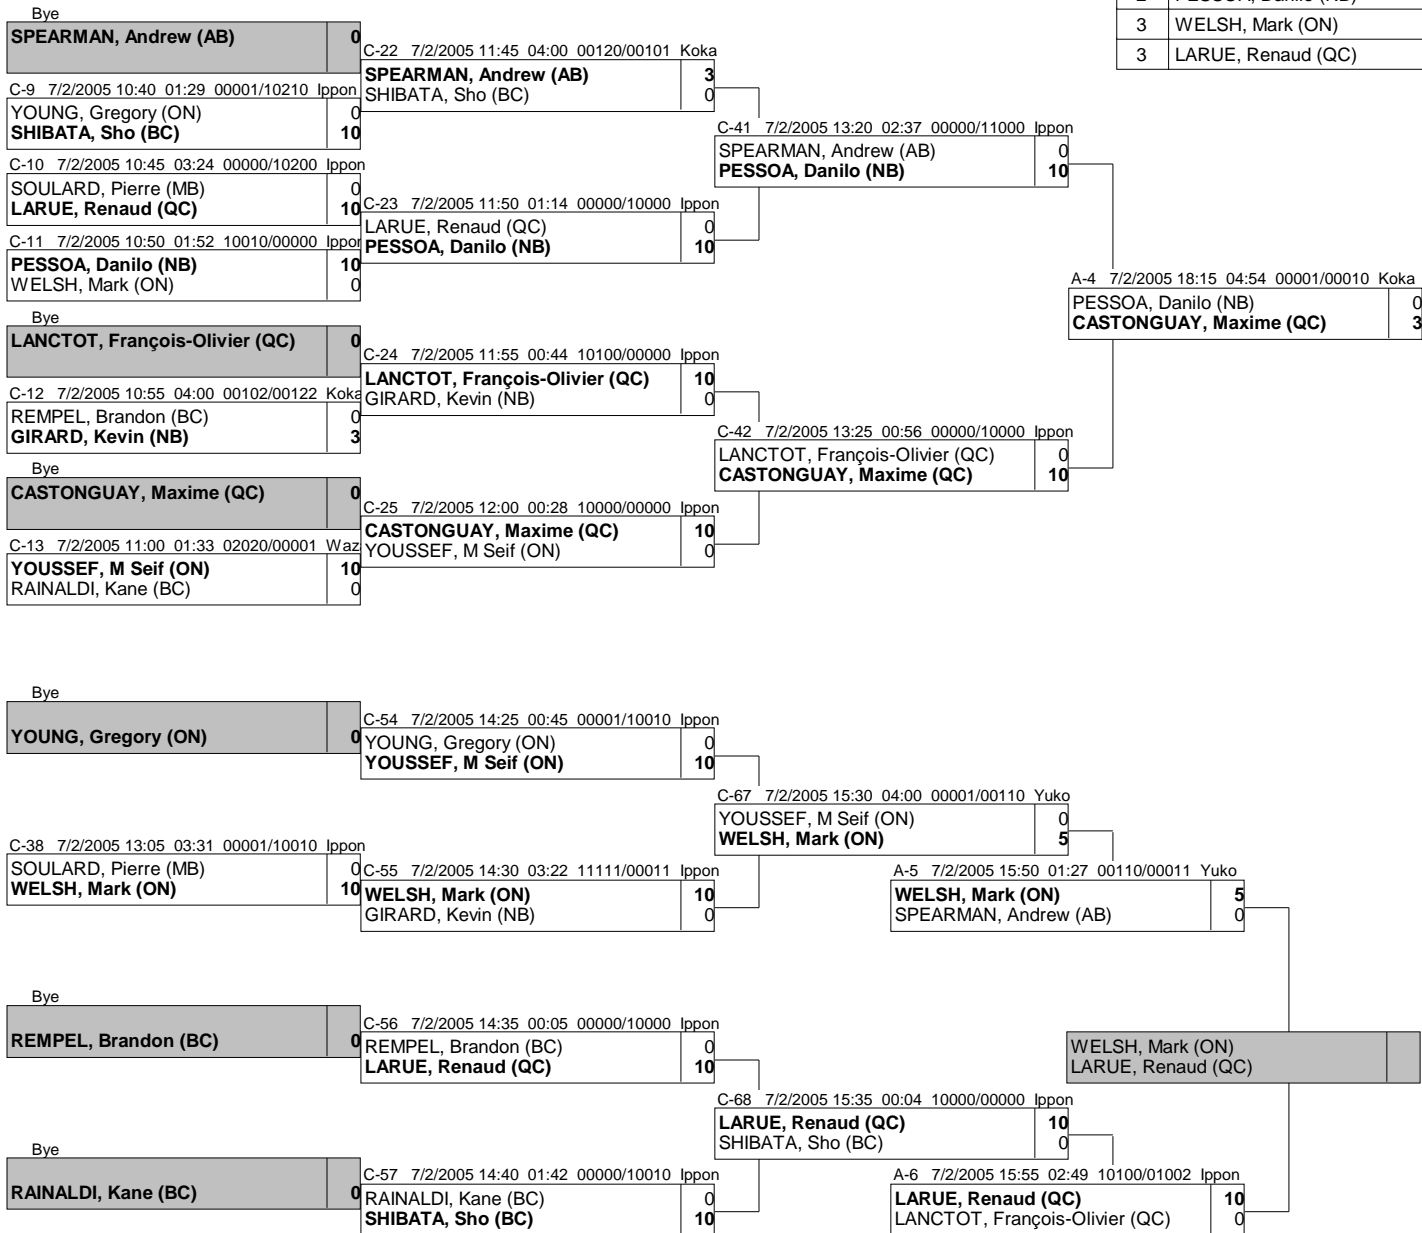 2 PESSOA, Danilo (NB)
3 WELSH, Mark (ON)
3 LARUE, Renaud (QC)
Bye
SPEARMAN, Andrew (AB) 0
C-9 7/2/2005 10:40 01:29 00001/10210 Ippon
YOUNG, Gregory (ON) 0
SHIBATA, Sho (BC) 10
C-10 7/2/2005 10:45 03:24 00000/10200 Ippon
SOULARD, Pierre (MB) 0
LARUE, Renaud (QC) 10
C-11 7/2/2005 10:50 01:52 10010/00000 Ippon
PESSOA, Danilo (NB) 10
WELSH, Mark (ON) 0
Bye
LANCTOT, François-Olivier (QC) 0
C-12 7/2/2005 10:55 04:00 00102/00122 Koka
REMPEL, Brandon (BC) 0
GIRARD, Kevin (NB) 3
Bye
CASTONGUAY, Maxime (QC) 0
C-13 7/2/2005 11:00 01:33 02020/00001 Waz
YOUSSEF, M Seif (ON) 10
RAINALDI, Kane (BC) 0
C-22 7/2/2005 11:45 04:00 00120/00101 Koka
SPEARMAN, Andrew (AB) 3
SHIBATA, Sho (BC) 0
C-23 7/2/2005 11:50 01:14 00000/10000 Ippon
LARUE, Renaud (QC) 0
PESSOA, Danilo (NB) 10
C-24 7/2/2005 11:55 00:44 10100/00000 Ippon
LANCTOT, François-Olivier (QC) 10
GIRARD, Kevin (NB) 0
C-25 7/2/2005 12:00 00:28 10000/00000 Ippon
CASTONGUAY, Maxime (QC) 10
YOUSSEF, M Seif (ON) 0
C-41 7/2/2005 13:20 02:37 00000/11000 Ippon
SPEARMAN, Andrew (AB) 0
PESSOA, Danilo (NB) 10
C-42 7/2/2005 13:25 00:56 00000/10000 Ippon
LANCTOT, François-Olivier (QC) 0
CASTONGUAY, Maxime (QC) 10
A-4 7/2/2005 18:15 04:54 00001/00010 Koka
PESSOA, Danilo (NB) 0
CASTONGUAY, Maxime (QC) 3
Bye
YOUNG, Gregory (ON) 0
C-38 7/2/2005 13:05 03:31 00001/10010 Ippon
SOULARD, Pierre (MB) 0
WELSH, Mark (ON) 10
Bye
REMPEL, Brandon (BC) 0
Bye
RAINALDI, Kane (BC) 0
C-54 7/2/2005 14:25 00:45 00001/10010 Ippon
YOUNG, Gregory (ON) 0
YOUSSEF, M Seif (ON) 10
C-55 7/2/2005 14:30 03:22 11111/00011 Ippon
WELSH, Mark (ON) 10
GIRARD, Kevin (NB) 0
C-56 7/2/2005 14:35 00:05 00000/10000 Ippon
REMPEL, Brandon (BC) 0
LARUE, Renaud (QC) 10
C-57 7/2/2005 14:40 01:42 00000/10010 Ippon
RAINALDI, Kane (BC) 0
SHIBATA, Sho (BC) 10
C-67 7/2/2005 15:30 04:00 00001/00110 Yuko
YOUSSEF, M Seif (ON) 0
WELSH, Mark (ON) 5
C-68 7/2/2005 15:35 00:04 10000/00000 Ippon
LARUE, Renaud (QC) 10
SHIBATA, Sho (BC) 0
A-5 7/2/2005 15:50 01:27 00110/00011 Yuko
WELSH, Mark (ON) 5
SPEARMAN, Andrew (AB) 0
A-6 7/2/2005 15:55 02:49 10100/01002 Ippon
LARUE, Renaud (QC) 10
LANCTOT, François-Olivier (QC) 0
WELSH, Mark (ON)
LARUE, Renaud (QC)